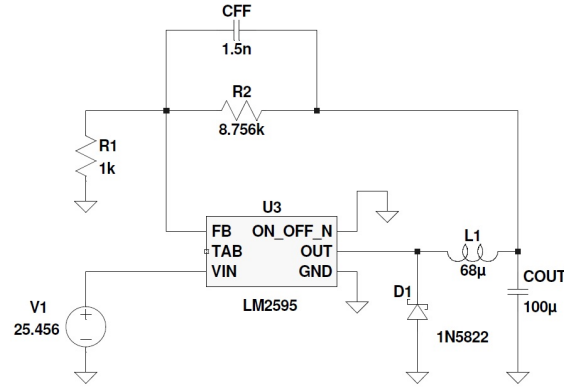 CFF
1.5n
R2
8.756k
R1
1k
U3
FB ON_OFF_N
TAB OUT
VIN GND
LM2595
L1
68µ
V1
25.456
D1
1N5822
COUT
100µ